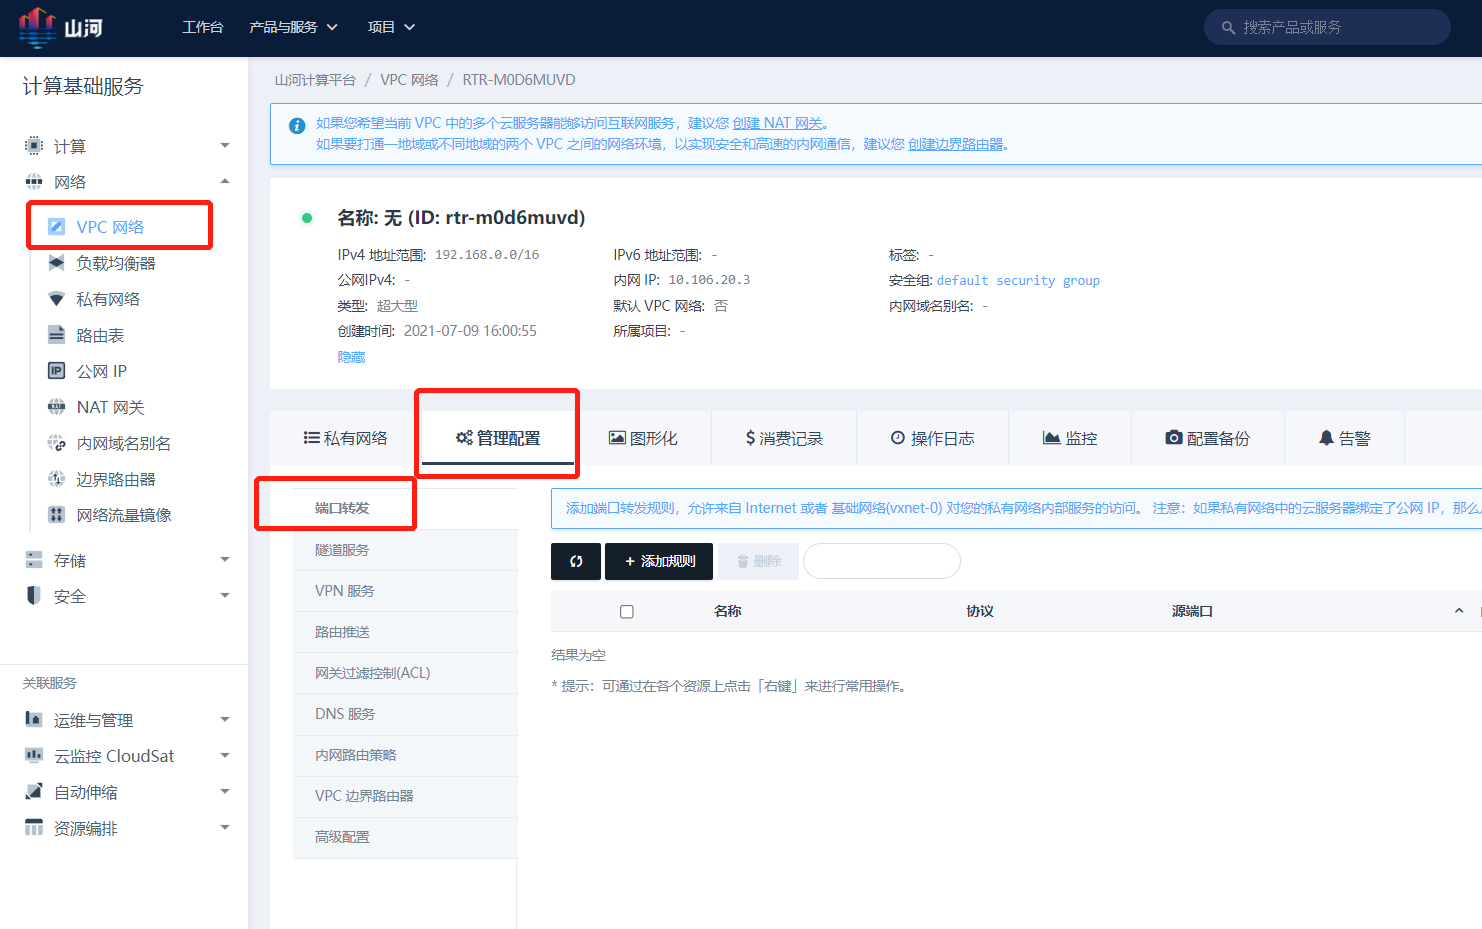 山河
工作台
产品与服务
项目
搜索产品或服务
计算基础服务
计算
网络
VPC 网络
负载均衡器
私有网络
路由表
公网 IP
NAT 网关
内网域名别名
边界路由器
网络流量镜像
存储
安全
关联服务
运维与管理
云监控 CloudSat
自动伸缩
资源编排
山河计算平台 / VPC 网络 / RTR-M0D6MUVD
如果您希望当前 VPC 中的多个云服务器能够访问互联网服务，建议您 创建 NAT 网关。
如果要打通一地域或不同地域的两个 VPC 之间的网络环境，以实现安全和高速的内网通信，建议您 创建边界路由器。
名称: 无 (ID: rtr-m0d6muvd)
IPv4 地址范围: 192.168.0.0/16
IPv6 地址范围: -
标签: -
公网IPv4: -
内网 IP: 10.106.20.3
安全组: default security group
类型: 超大型
默认 VPC 网络: 否
内网域名别名: -
创建时间: 2021-07-09 16:00:55
所属项目: -
隐藏
私有网络
管理配置
图形化
$ 消费记录
操作日志
监控
配置备份
告警
端口转发
隧道服务
VPN 服务
路由推送
网关过滤控制(ACL)
DNS 服务
内网路由策略
VPC 边界路由器
高级配置
添加端口转发规则，允许来自 Internet 或者 基础网络(vxnet-0) 对您的私有网络内部服务的访问。 注意：如果私有网络中的云服务器绑定了公网 IP，那么
+ 添加规则
删除
名称
协议
源端口
结果为空
* 提示：可通过在各个资源上点击「右键」来进行常用操作。